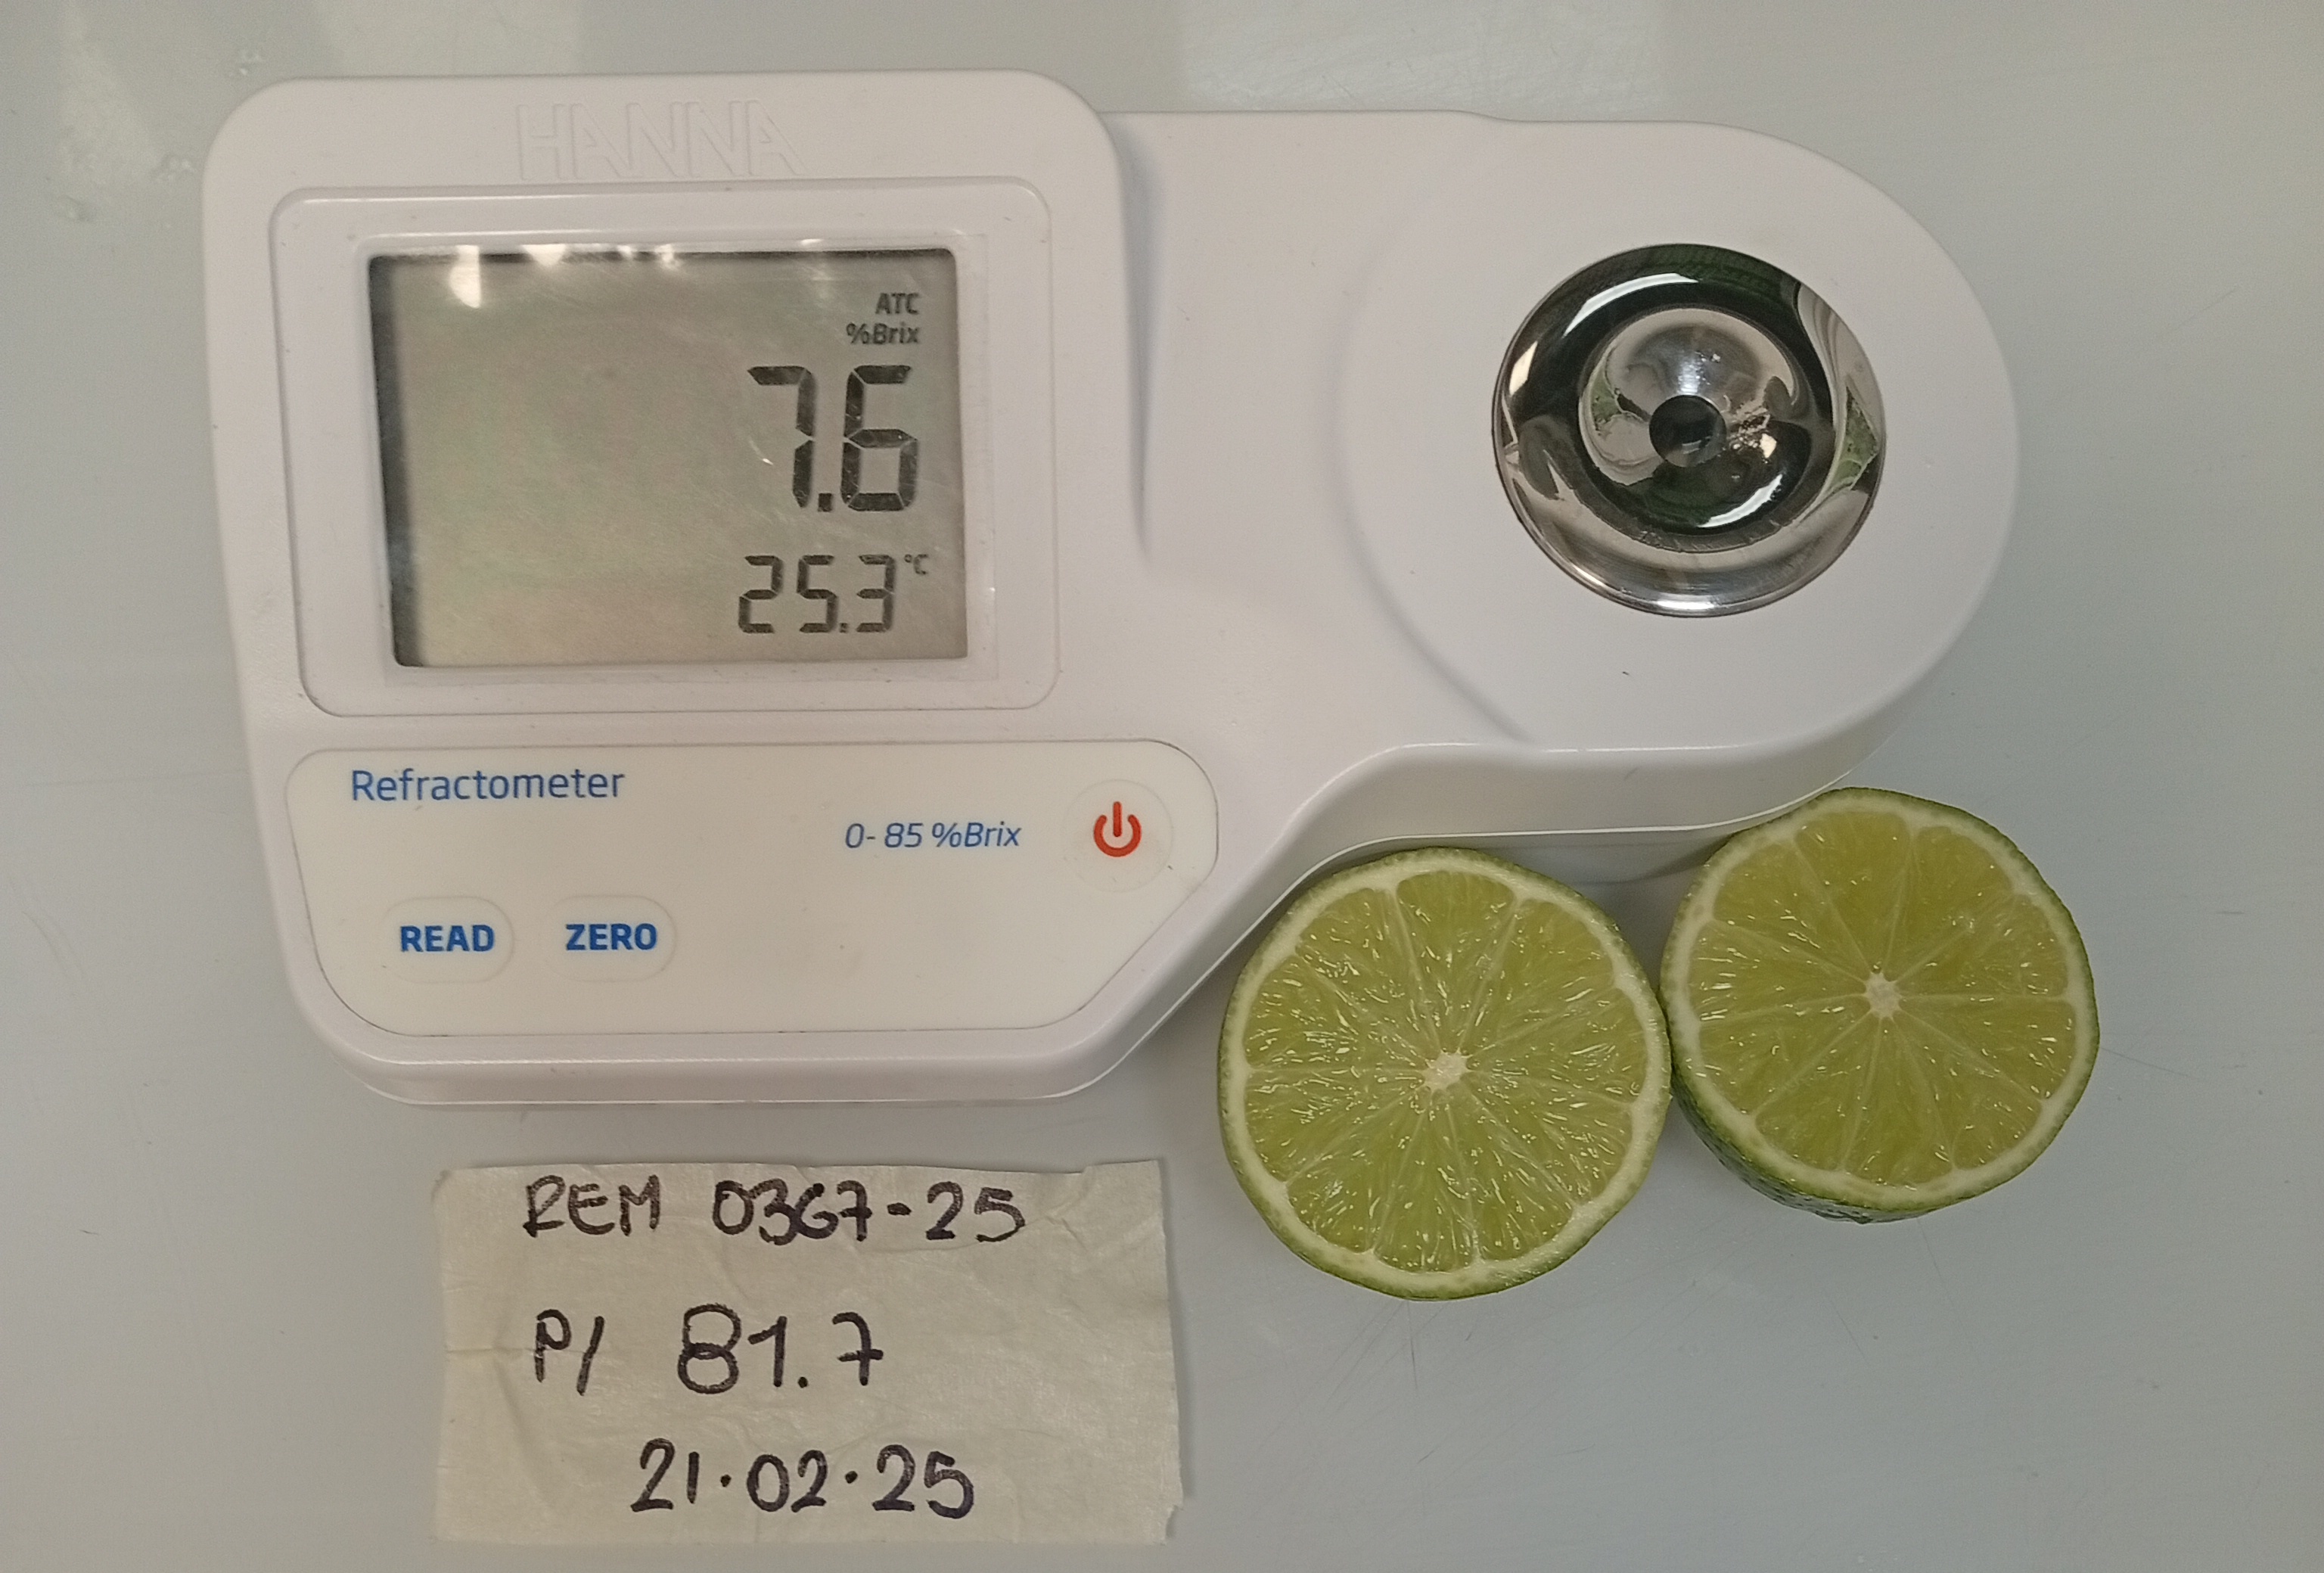 HANNA
ATC
%Brix
7.6
25.3 °C
Refractometer
0- 85 %Brix
READ ZERO
REM 0367-25
P/ 81.7
21.02.25